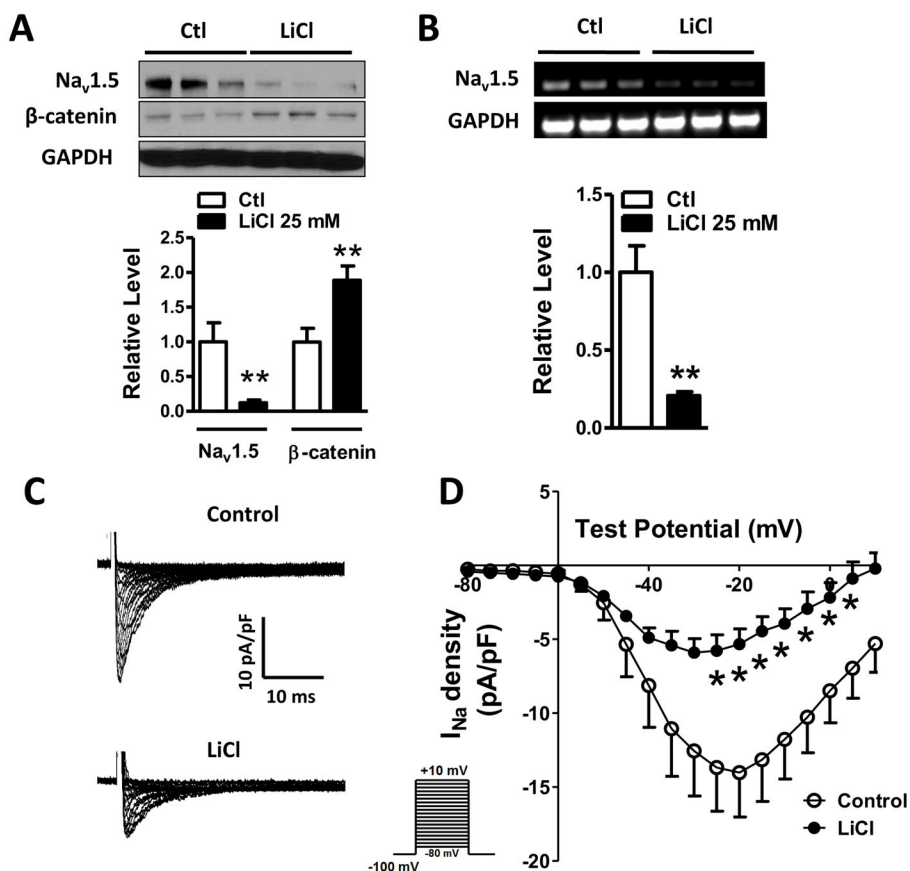 A
Ctl LiCl
Naᵥ1.5
β-catenin
GAPDH
Ctl
LiCl 25 mM
Relative Level
2.5
2.0
1.5
1.0
0.5
0.0
**
**
Naᵥ1.5 β-catenin
B
Ctl LiCl
Naᵥ1.5
GAPDH
Ctl
LiCl 25 mM
Relative Level
1.5
1.0
0.5
0.0
**
C
Control
10 pA/pF
10 ms
LiCl
D
5
Test Potential (mV)
-80 -40 -20 0
-5
-10
-15
-20
I_Na density
(pA/pF)
* * * * * * *
+10 mV
-80 mV
-100 mV
Control
LiCl